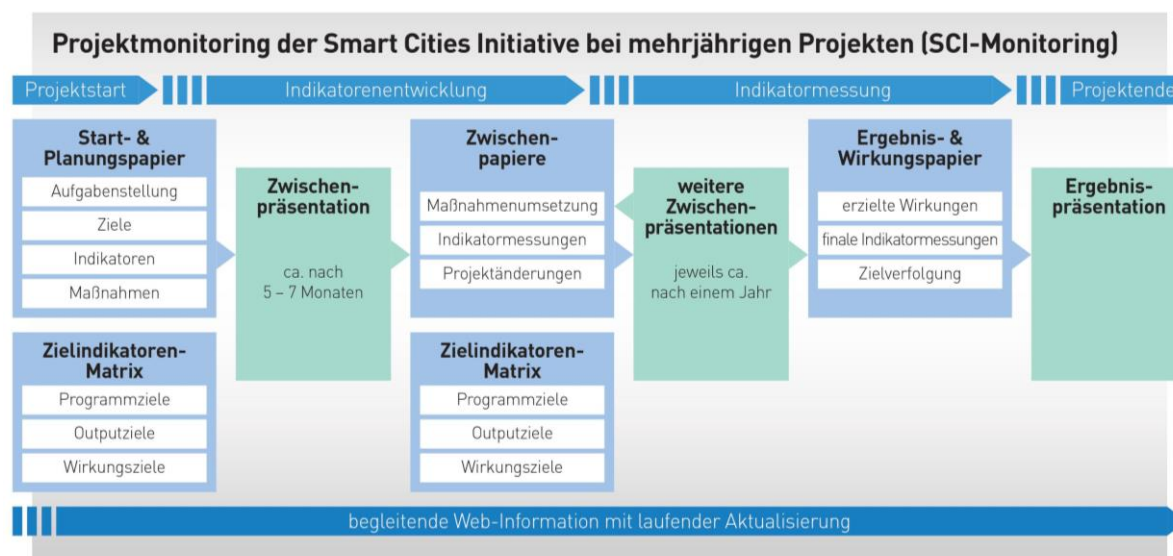 Projektmonitoring der Smart Cities Initiative bei mehrjährigen Projekten (SCI-Monitoring)
Projektstart
Indikatorenentwicklung
Indikatormessung
Projektende
Start- &
Planungspapier
Aufgabenstellung
Ziele
Indikatoren
Maßnahmen
Zielindikatoren-
Matrix
Programmziele
Outputziele
Wirkungsziele
Zwischen-
präsentation
ca. nach
5 – 7 Monaten
Zwischen-
papiere
Maßnahmenumsetzung
Indikatormessungen
Projektänderungen
Zielindikatoren-
Matrix
Programmziele
Outputziele
Wirkungsziele
weitere
Zwischen-
präsentationen
jeweils ca.
nach einem Jahr
Ergebnis- &
Wirkungspapier
erzielte Wirkungen
finale Indikatormessungen
Zielverfolgung
Ergebnis-
präsentation
begleitende Web-Information mit laufender Aktualisierung